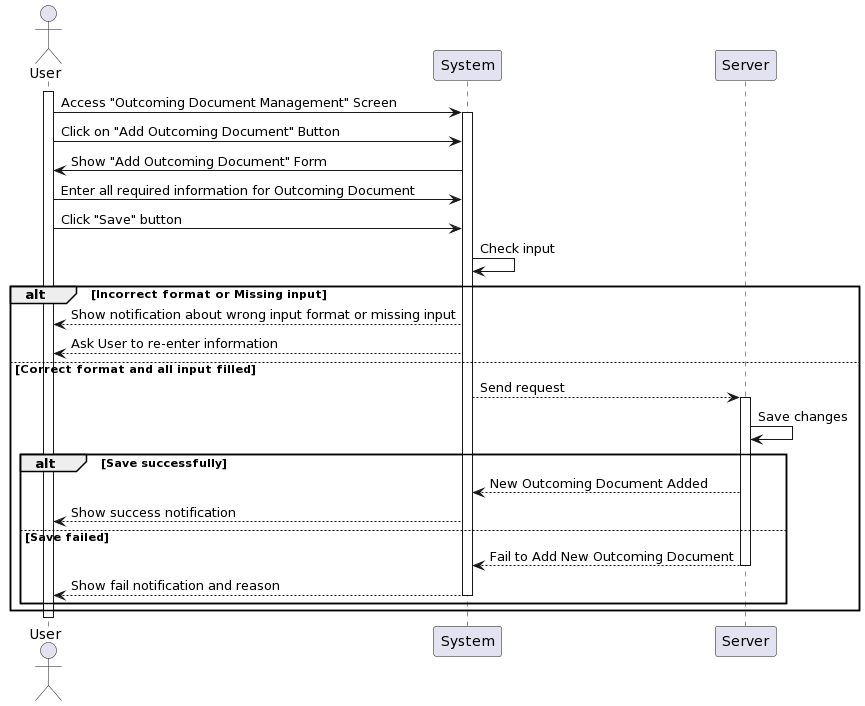 User
System
Server
Access "Outcoming Document Management" Screen
Click on "Add Outcoming Document" Button
Show "Add Outcoming Document" Form
Enter all required information for Outcoming Document
Click "Save" button
Check input
alt
[Incorrect format or Missing input]
Show notification about wrong input format or missing input
Ask User to re-enter information
[Correct format and all input filled]
Send request
Save changes
alt
[Save successfully]
New Outcoming Document Added
Show success notification
[Save failed]
Fail to Add New Outcoming Document
Show fail notification and reason
User
System
Server